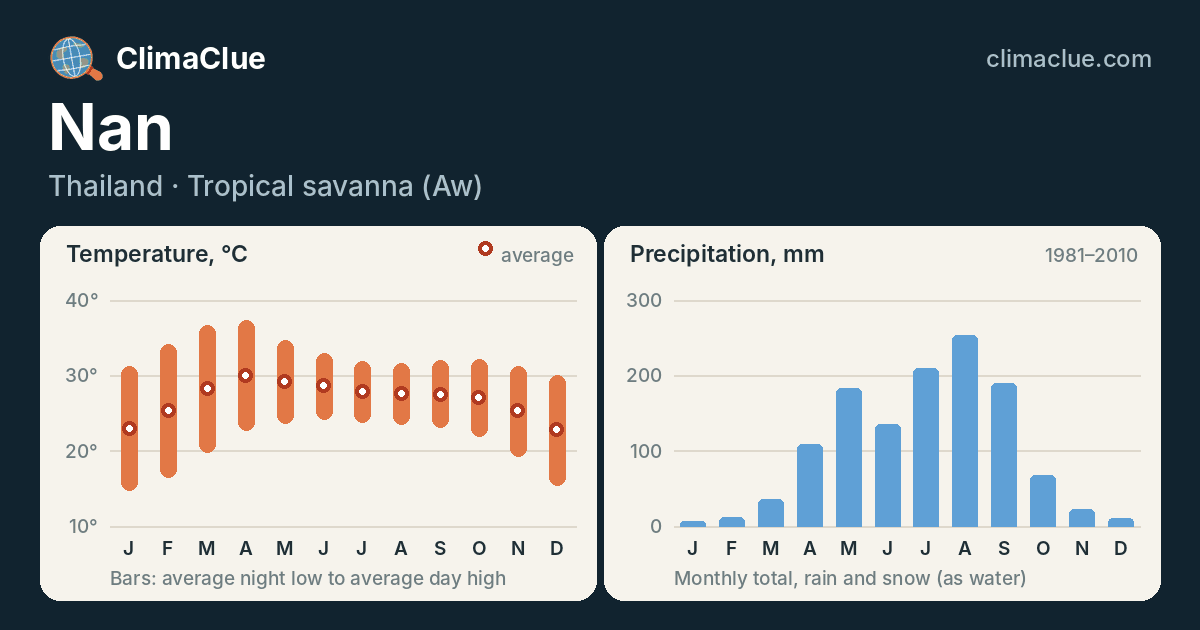 ClimaClue
climaclue.com
Nan
Thailand · Tropical savanna (Aw)
Temperature, °C
average
40°
30°
20°
10°
J F M A M J J A S O N D
Bars: average night low to average day high
Precipitation, mm
1981–2010
300
200
100
0
J F M A M J J A S O N D
Monthly total, rain and snow (as water)